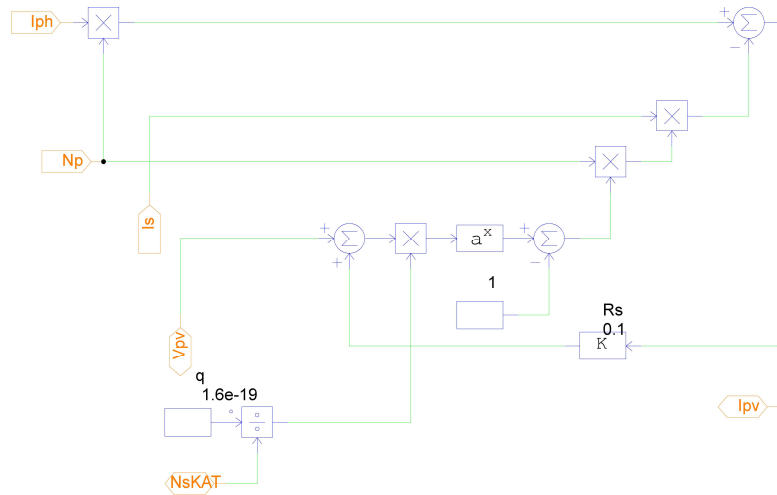 Iph
+
Σ
−
Np
Is
+
Σ
+
a^x
+
Σ
−
1
Rs
0.1
K
Vpv
q
1.6e-19
Ipv
NsKAT